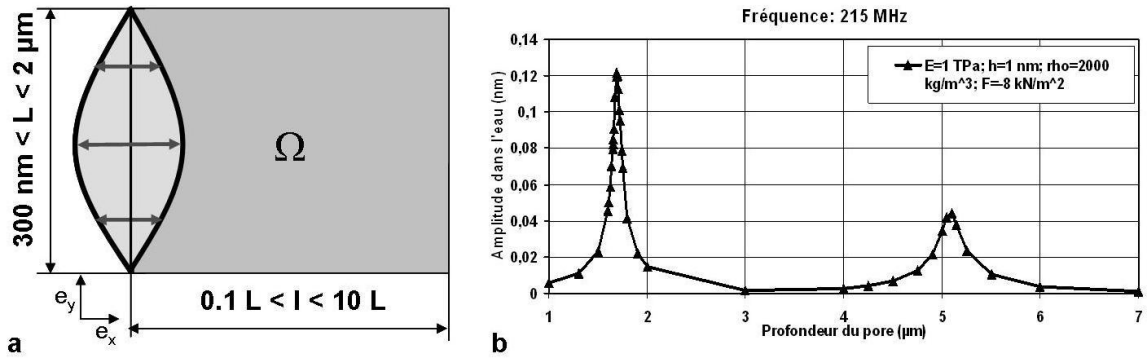 300 nm < L < 2 µm
Ω
e_y
e_x
0.1 L < l < 10 L
a
Fréquence: 215 MHz
Amplitude dans l'eau (nm)
0,14
0,12
0,1
0,08
0,06
0,04
0,02
0
E=1 TPa; h=1 nm; rho=2000
kg/m^3; F=-8 kN/m^2
1 2 3 4 5 6 7
Profondeur du pore (µm)
b